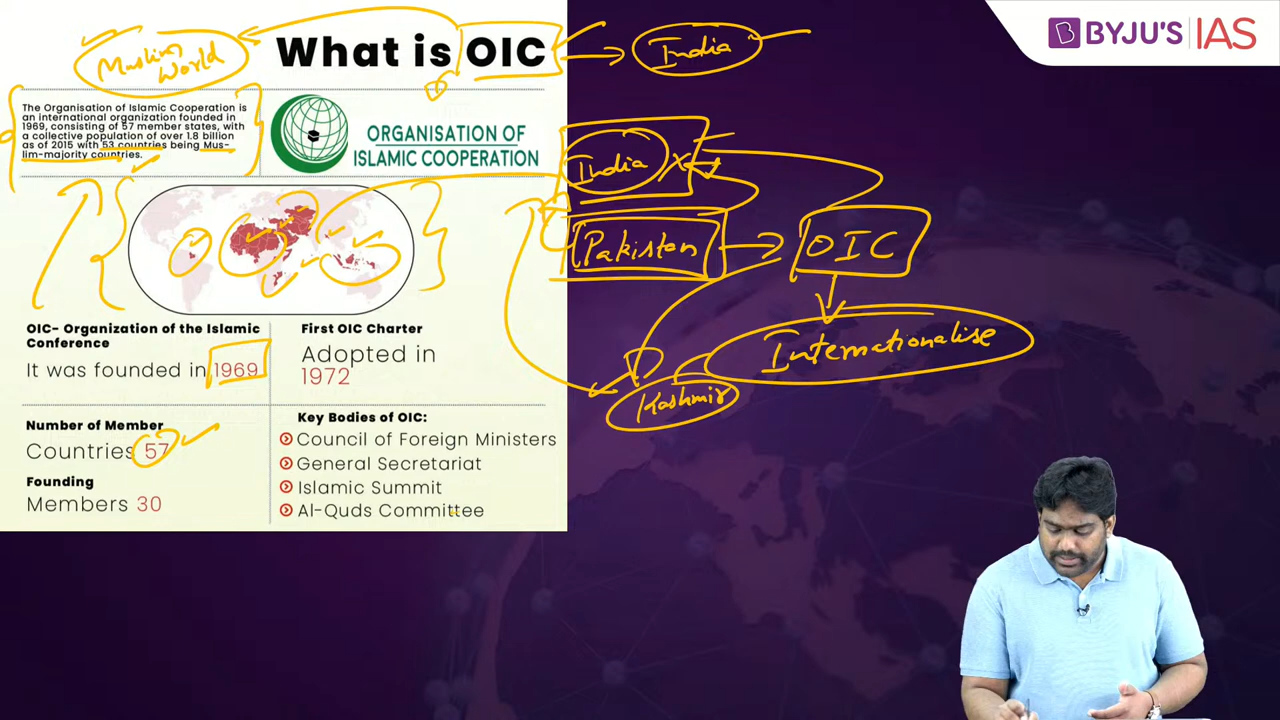 BYJU'S IAS
Muslim
World
What is OIC
India
The Organisation of Islamic Cooperation is
an international organization founded in
1969, consisting of 57 member states, with
a collective population of over 1.8 billion
as of 2015 with 53 countries being Mus-
lim-majority countries.
ORGANISATION OF
ISLAMIC COOPERATION
India
Pakistan
OIC
Internationalise
Kashmir
OIC- Organization of the Islamic
Conference
It was founded in 1969
First OIC Charter
Adopted in
1972
Number of Member
Countries 57
Founding
Members 30
Key Bodies of OIC:
Council of Foreign Ministers
General Secretariat
Islamic Summit
Al-Quds Committee